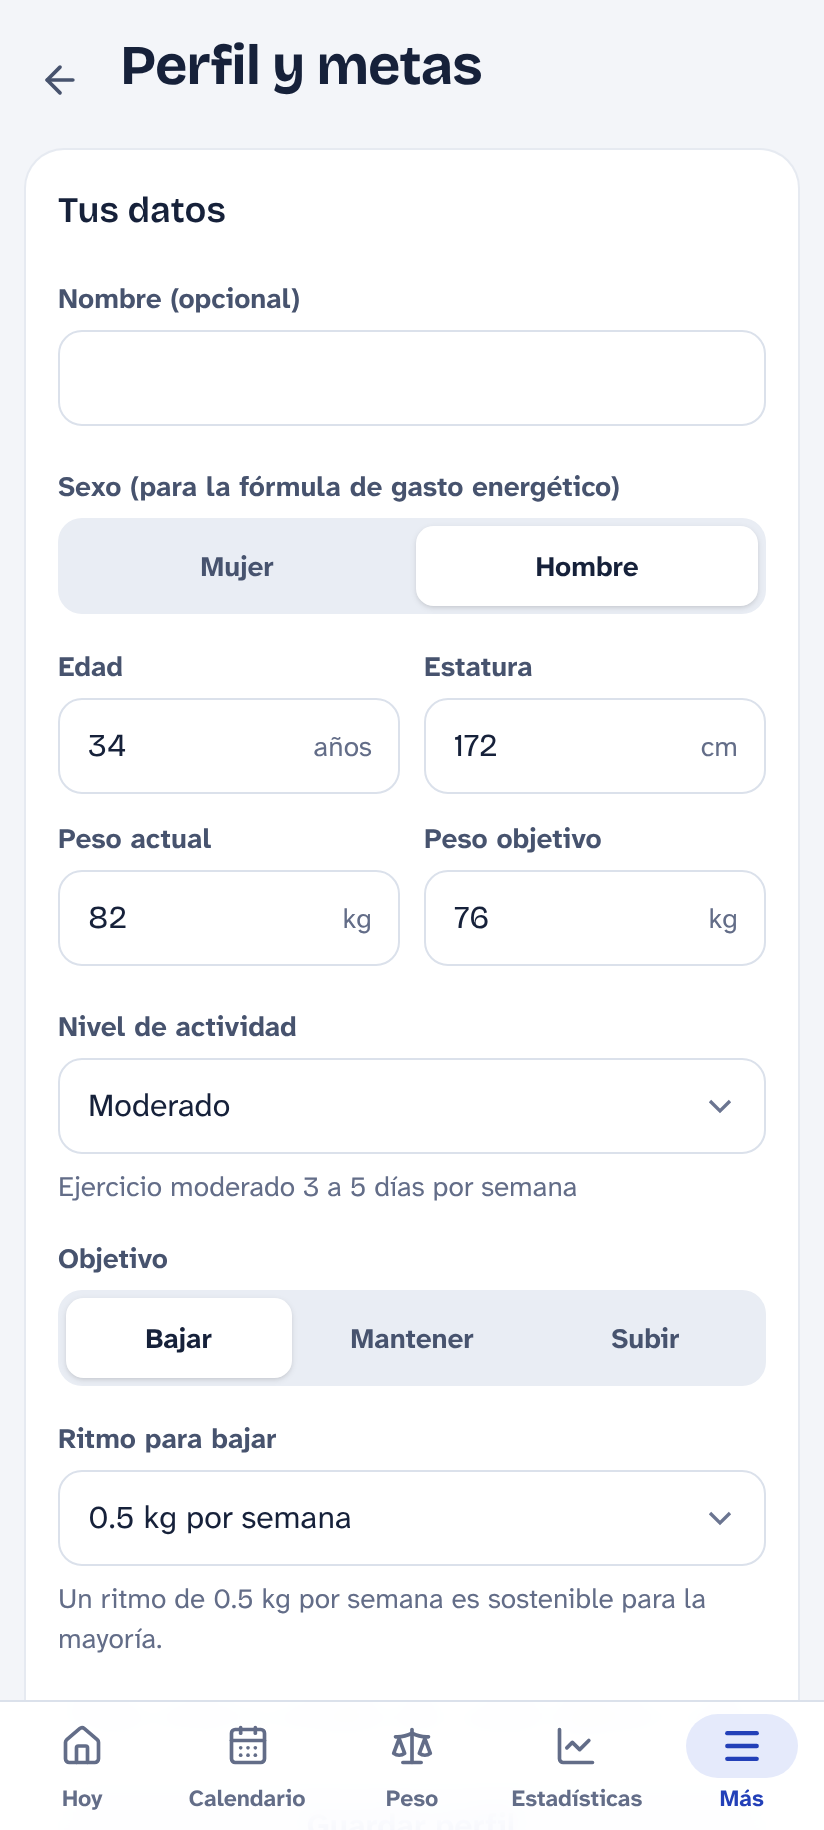 Perfil y metas
Tus datos
Nombre (opcional)
Sexo (para la fórmula de gasto energético)
Mujer Hombre
Edad Estatura
34 años 172 cm
Peso actual Peso objetivo
82 kg 76 kg
Nivel de actividad
Moderado
Ejercicio moderado 3 a 5 días por semana
Objetivo
Bajar Mantener Subir
Ritmo para bajar
0.5 kg por semana
Un ritmo de 0.5 kg por semana es sostenible para la
mayoría.
Hoy Calendario Peso Estadísticas Más
Guardar perfil